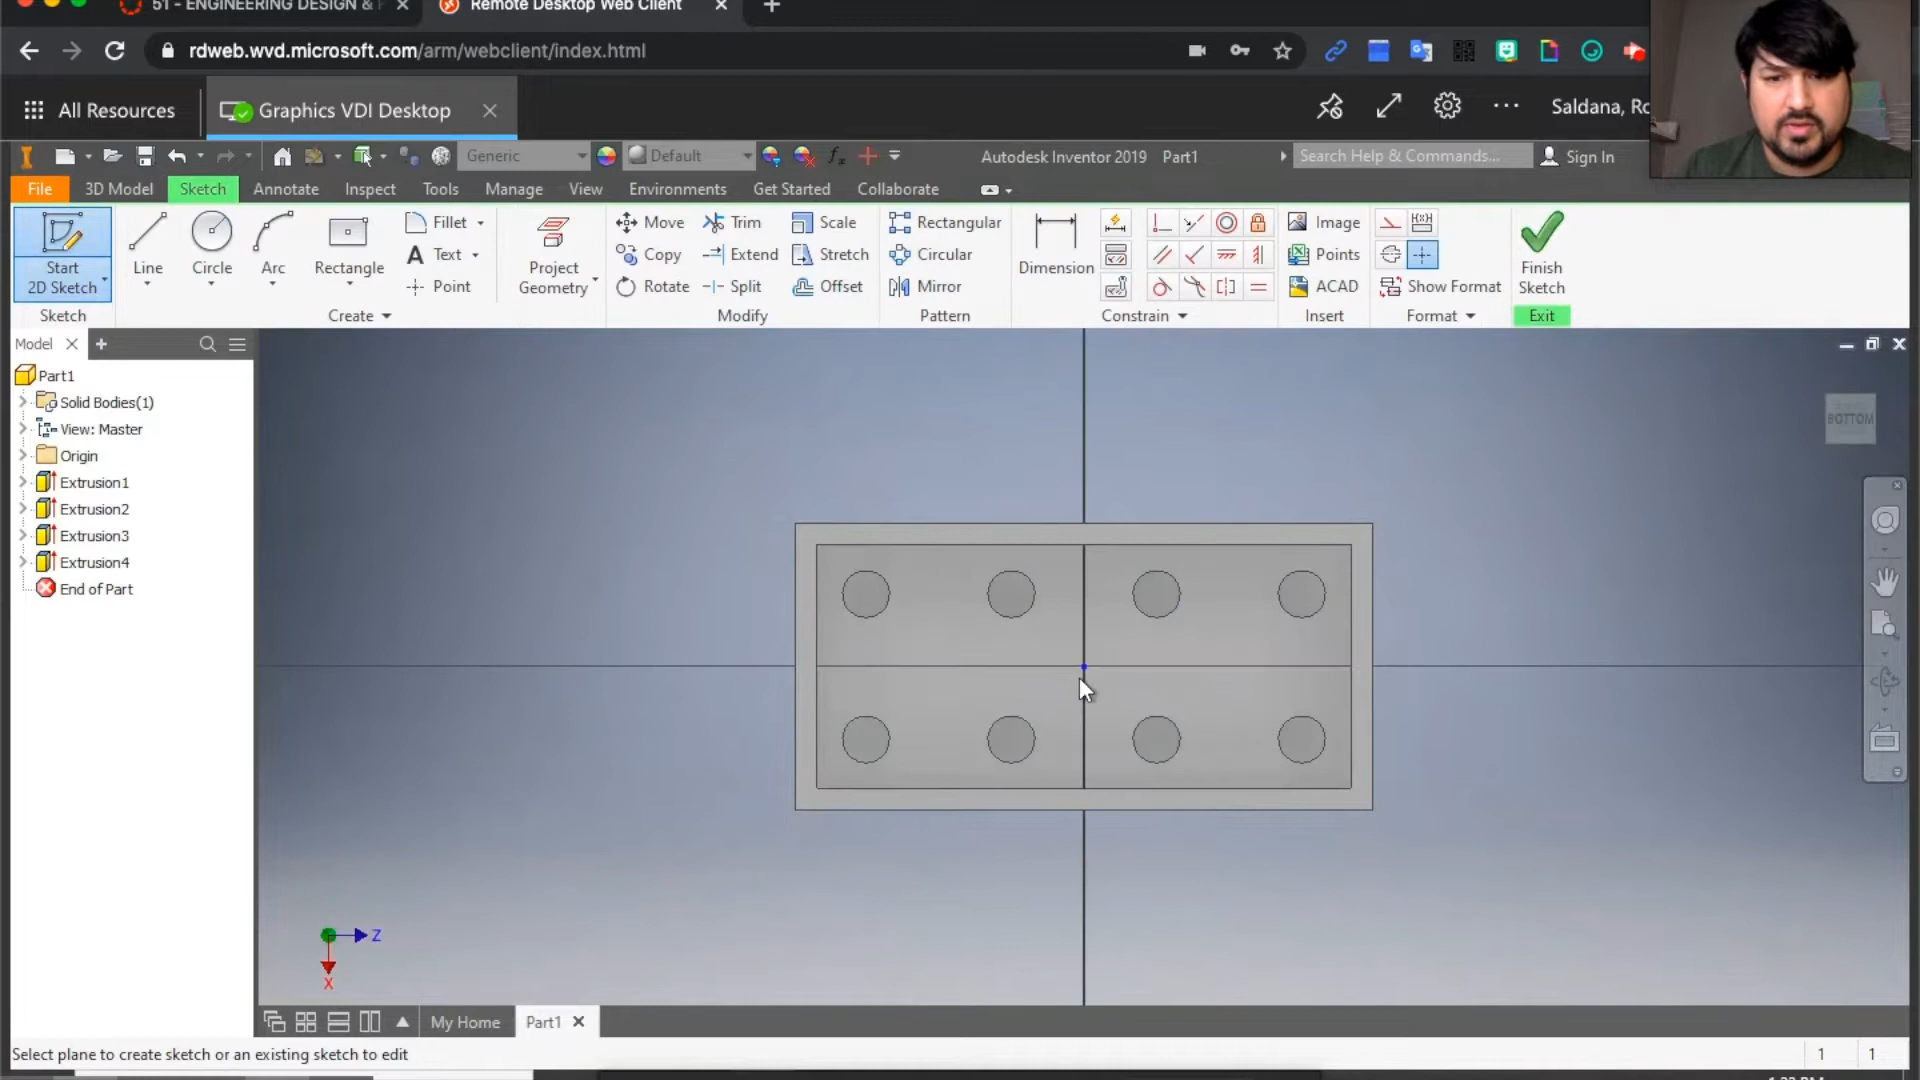 51 - ENGINEERING DESIGN &
Remote Desktop Web Client
rdweb.wvd.microsoft.com/arm/webclient/index.html
All Resources
Graphics VDI Desktop
Saldana, Ro
Generic
Default
Autodesk Inventor 2019 Part1
Search Help & Commands...
Sign In
File 3D Model Sketch Annotate Inspect Tools Manage View Environments Get Started Collaborate
Start
2D Sketch
Line
Circle
Arc
Rectangle
Fillet
Text
Point
Project
Geometry
Move
Copy
Rotate
Trim
Extend
Split
Scale
Stretch
Offset
Rectangular
Circular
Mirror
Dimension
Image
Points
ACAD
Show Format
Finish
Sketch
Sketch Create Modify Pattern Constrain Insert Format Exit
Model
Part1
Solid Bodies(1)
View: Master
Origin
Extrusion1
Extrusion2
Extrusion3
Extrusion4
End of Part
BOTTOM
Z
X
My Home Part1
Select plane to create sketch or an existing sketch to edit
1 1